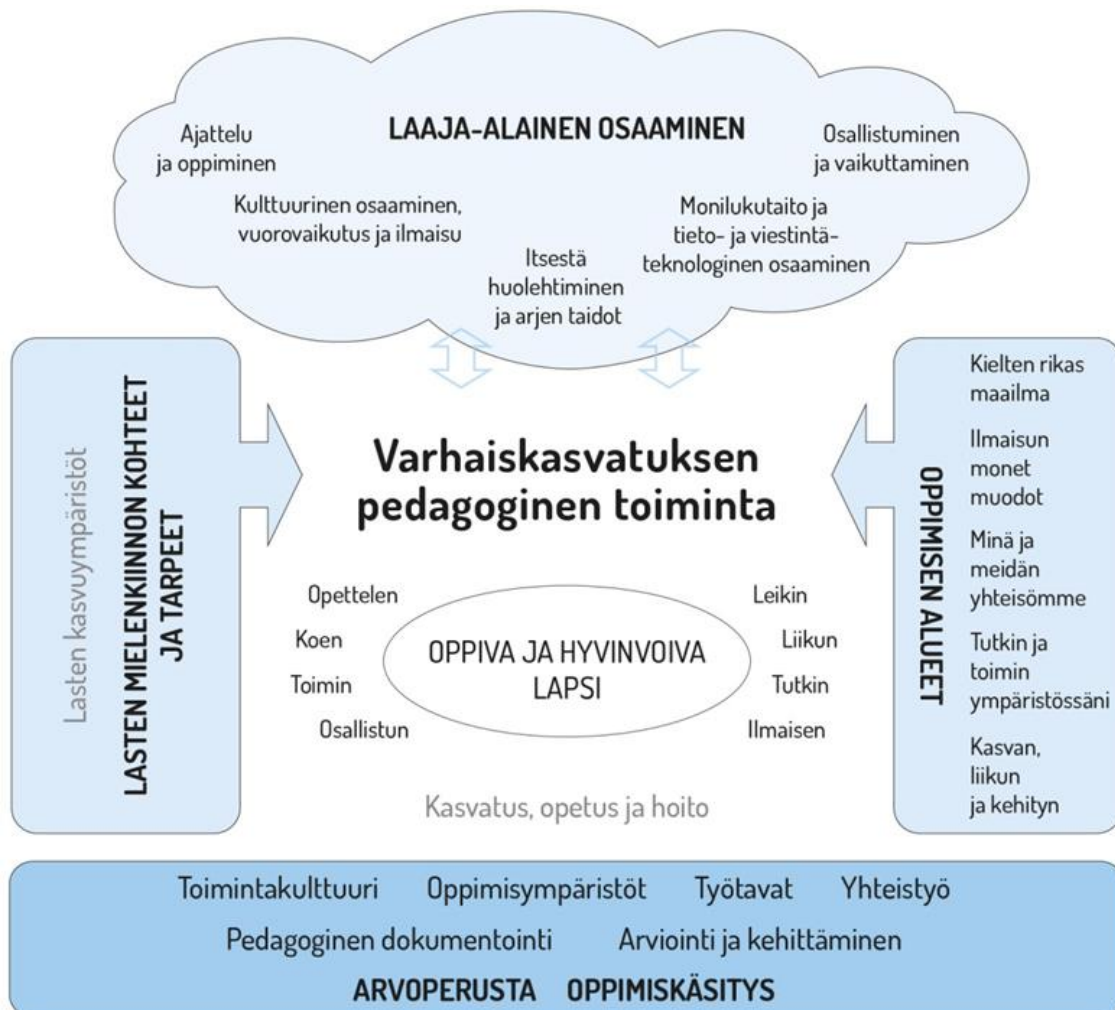 LAAJA-ALAINEN OSAAMINEN
Ajattelu
ja oppiminen
Kulttuurinen osaaminen,
vuorovaikutus ja ilmaisu
Itsestä
huolehtiminen
ja arjen taidot
Monilukutaito ja
tieto- ja viestintä-
teknologinen osaaminen
Osallistuminen
ja vaikuttaminen
Lasten kasvuympäristöt
LASTEN MIELENKIINNON KOHTEET
JA TARPEET
Varhaiskasvatuksen
pedagoginen toiminta
Opettelen
Koen
Toimin
Osallistun
OPPIVA JA HYVINVOIVA
LAPSI
Leikin
Liikun
Tutkin
Ilmaisen
Kasvatus, opetus ja hoito
OPPIMISEN ALUEET
Kielten rikas
maailma
Ilmaisun
monet
muodot
Minä ja
meidän
yhteisömme
Tutkin ja
toimin
ympäristössäni
Kasvan,
liikun
ja kehityn
Toimintakulttuuri Oppimisympäristöt Työtavat Yhteistyö
Pedagoginen dokumentointi Arviointi ja kehittäminen
ARVOPERUSTA OPPIMISKÄSITYS